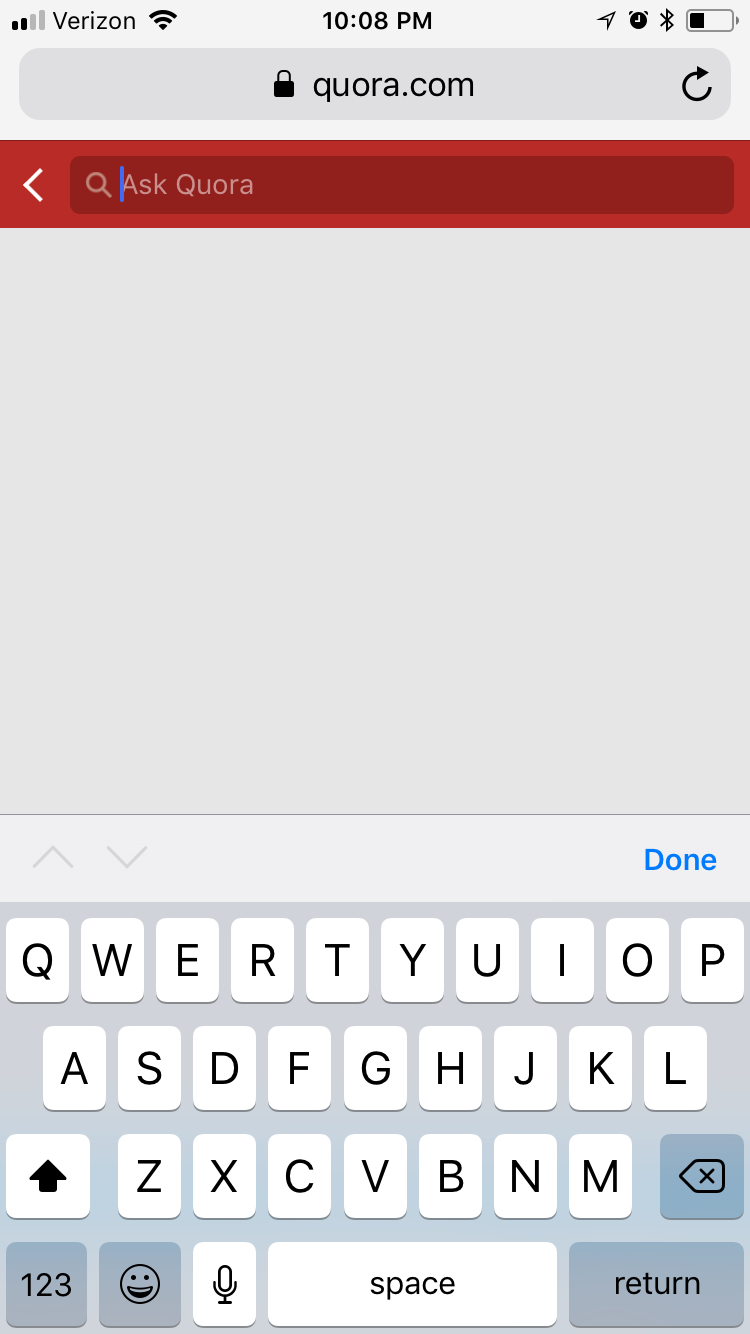 Verizon 10:08 PM
quora.com
Ask Quora
Done
Q W E R T Y U I O P
A S D F G H J K L
Z X C V B N M
123 space return